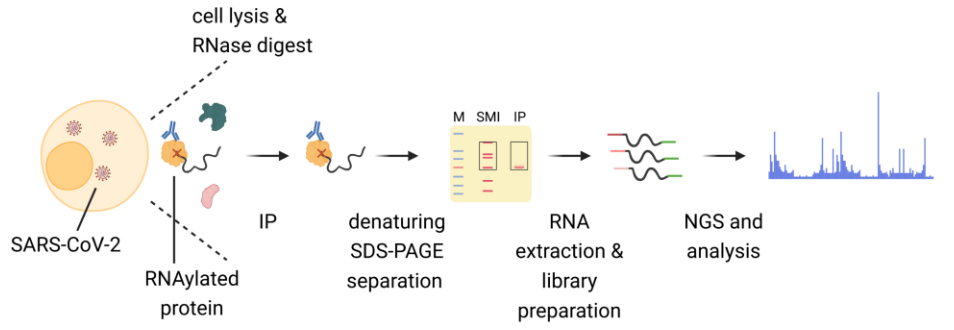 cell lysis &
RNase digest
M SMI IP
SARS-CoV-2
RNAylated
protein
IP
denaturing
SDS-PAGE
separation
RNA
extraction &
library
preparation
NGS and
analysis